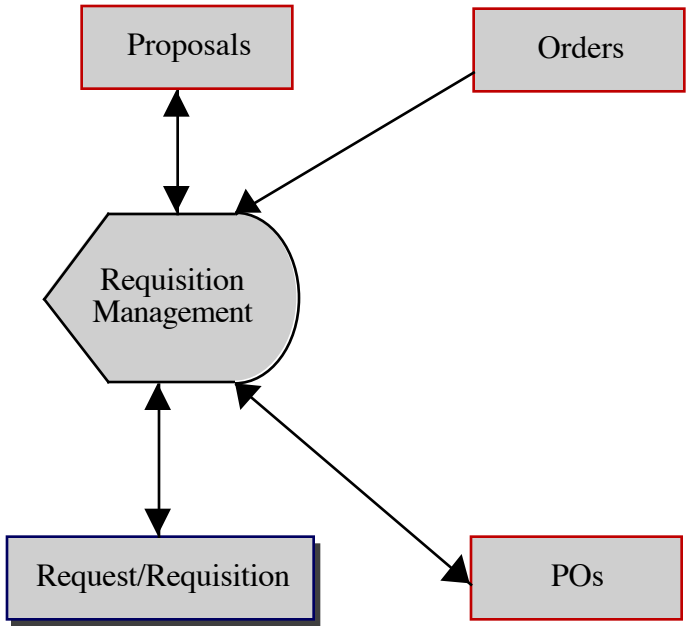 Proposals
Orders
Requisition
Management
Request/Requisition
POs